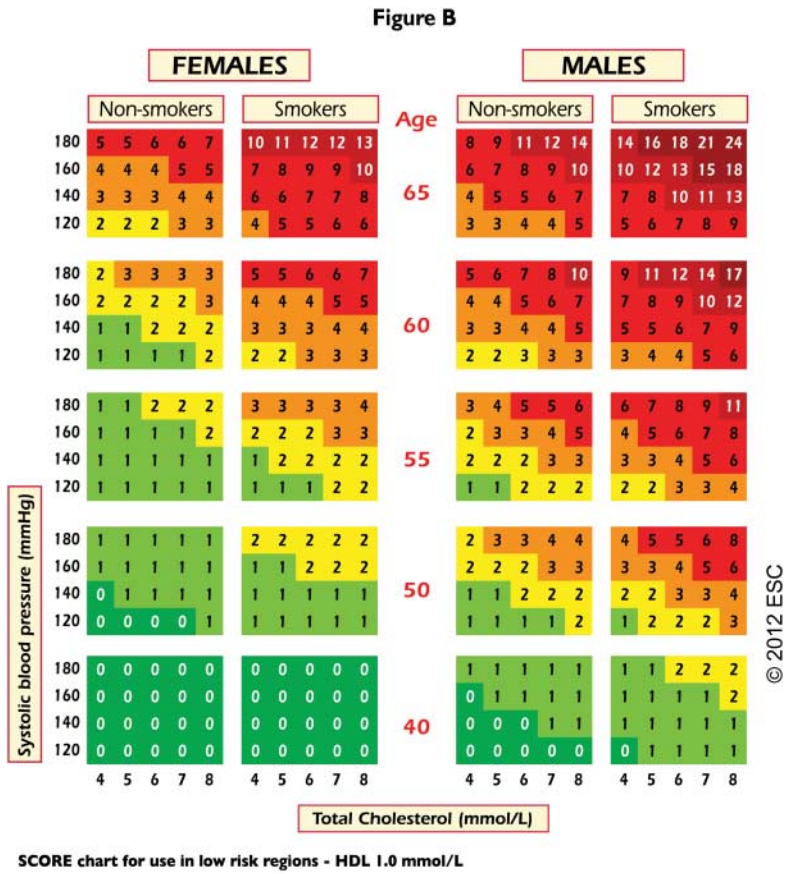 Figure B
FEMALES MALES
Non-smokers Smokers Age Non-smokers Smokers
180 5 5 6 6 7 10 11 12 12 13 8 9 11 12 14 14 16 18 21 24
160 4 4 4 5 5 7 8 9 9 10 6 7 8 9 10 10 12 13 15 18
65
140 3 3 3 4 4 6 6 7 7 8 4 5 5 6 7 7 8 10 11 13
120 2 2 2 3 3 4 5 5 6 6 3 3 4 4 5 5 6 7 8 9
180 2 3 3 3 3 5 5 6 6 7 5 6 7 8 10 9 11 12 14 17
160 2 2 2 2 3 4 4 4 5 5 4 4 5 6 7 7 8 9 10 12
60
140 1 1 2 2 2 3 3 3 4 4 3 3 4 4 5 5 5 6 7 9
120 1 1 1 1 2 2 2 3 3 3 2 2 3 3 3 3 4 4 5 6
180 1 1 2 2 2 3 3 3 3 4 3 4 5 5 6 6 7 8 9 11
160 1 1 1 1 2 2 2 2 3 3 2 3 3 4 5 4 5 6 7 8
55
140 1 1 1 1 1 1 2 2 2 2 2 2 2 3 3 3 3 4 5 6
120 1 1 1 1 1 1 1 1 2 2 1 1 2 2 2 2 2 3 3 4
180 1 1 1 1 1 2 2 2 2 2 2 3 3 4 4 4 5 5 6 8
160 1 1 1 1 1 1 1 2 2 2 2 2 2 3 3 3 3 4 5 6
50
140 0 1 1 1 1 1 1 1 1 1 1 1 2 2 2 2 2 3 3 4
120 0 0 0 0 1 1 1 1 1 1 1 1 1 1 2 1 2 2 2 3
180 0 0 0 0 0 0 0 0 0 0 1 1 1 1 1 1 1 2 2 2
160 0 0 0 0 0 0 0 0 0 0 0 1 1 1 1 1 1 1 1 2
40
140 0 0 0 0 0 0 0 0 0 0 0 0 0 1 1 1 1 1 1 1
120 0 0 0 0 0 0 0 0 0 0 0 0 0 0 0 0 1 1 1 1
4 5 6 7 8 4 5 6 7 8 4 5 6 7 8 4 5 6 7 8
Systolic blood pressure (mmHg)
Total Cholesterol (mmol/L)
© 2012 ESC
SCORE chart for use in low risk regions - HDL 1.0 mmol/L